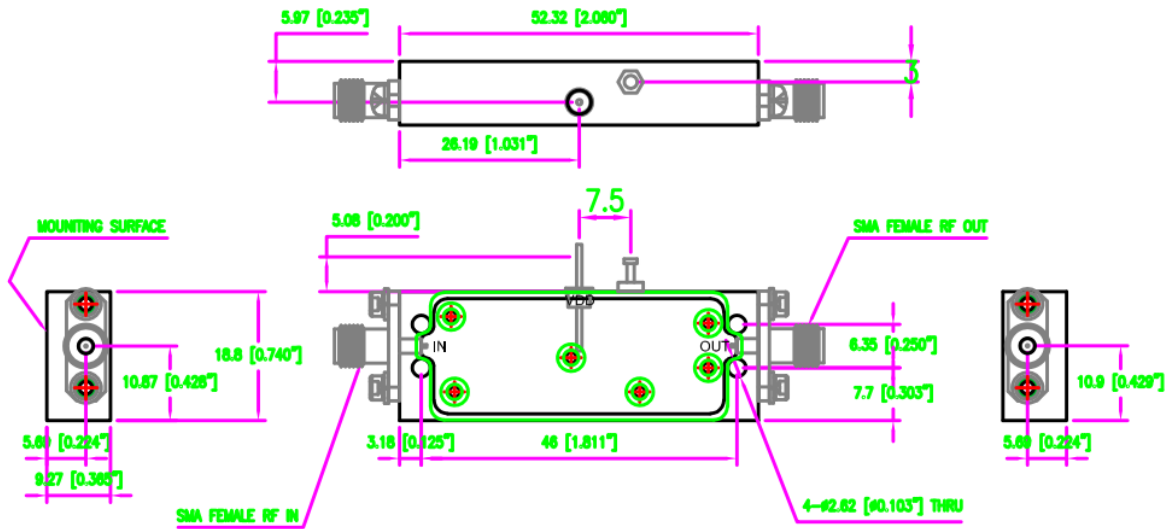 5.97 [0.235"]
52.32 [2.060"]
3
26.19 [1.031"]
7.5
MOUNITING SURFACE
5.08 [0.200"]
SMA FEMALE RF OUT
VDD
IN
OUT
18.8 [0.740"]
6.35 [0.250"]
10.87 [0.428"]
7.7 [0.303"]
10.9 [0.429"]
5.69 [0.224"]
3.18 [0.125"]
46 [1.811"]
5.69 [0.224"]
9.27 [0.365"]
SMA FEMALE RF IN
4-ø2.62 [ø0.103"] THRU